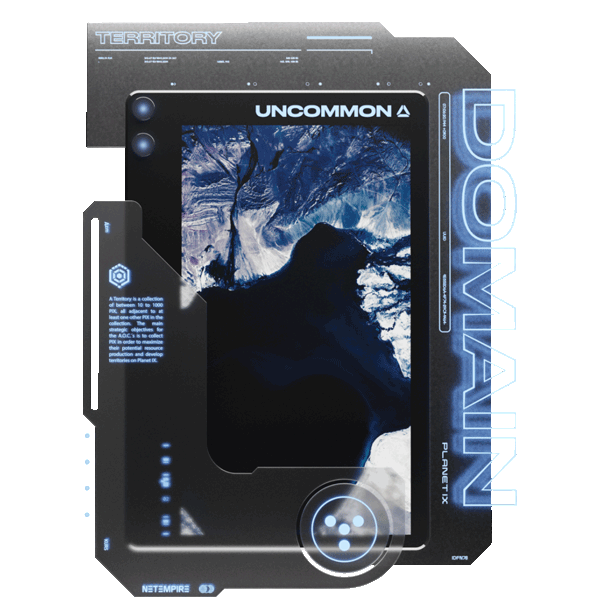 TERRITORY
UNCOMMON
DOMAIN
A Territory is a collection
of between 10 to 1000
PIX, all adjacent to at
least one other PIX in the
collection. The main
strategic objectives for
the A.O.C.'s is to collect
PIX in order to maximize
their potential resource
production and develop
territories on Planet IX.
PLANET IX
NETEMPIRE